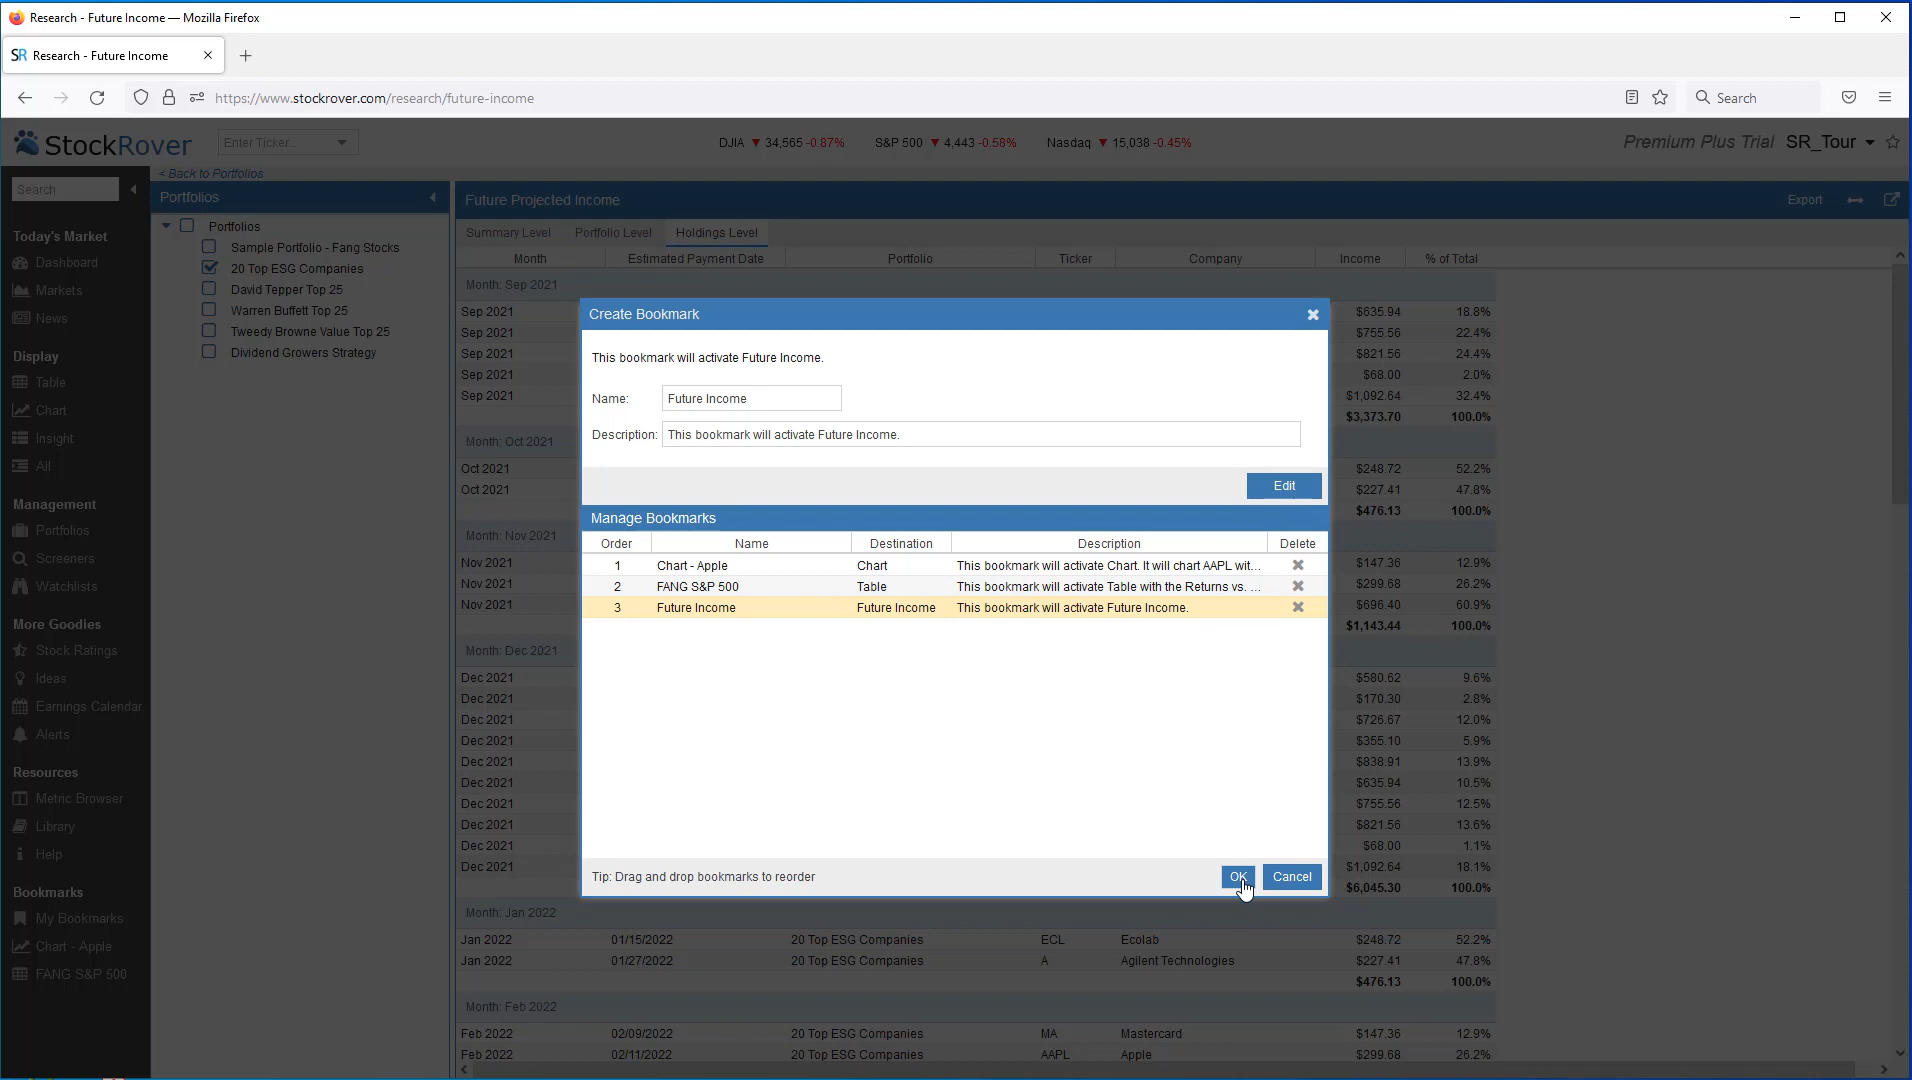 Research - Future Income — Mozilla Firefox
SR Research - Future Income
https://www.stockrover.com/research/future-income
Search
StockRover
Enter Ticker...
DJIA ▼ 34,565 -0.87% S&P 500 ▼ 4,443 -0.58% Nasdaq ▼ 15,038 -0.45%
Premium Plus Trial SR_Tour
Search
< Back to Portfolios
Portfolios
Future Projected Income
Export
Today's Market
Dashboard
Markets
News
Display
Table
Chart
Insight
All
Management
Portfolios
Screeners
Watchlists
More Goodies
Stock Ratings
Ideas
Earnings Calendar
Alerts
Resources
Metric Browser
Library
Help
Bookmarks
My Bookmarks
Chart - Apple
FANG S&P 500
Portfolios
Sample Portfolio - Fang Stocks
20 Top ESG Companies
David Tepper Top 25
Warren Buffett Top 25
Tweedy Browne Value Top 25
Dividend Growers Strategy
Summary Level Portfolio Level Holdings Level
Month Estimated Payment Date Portfolio Ticker Company Income % of Total
Month: Sep 2021
Sep 2021 $635.94 18.8%
Sep 2021 $755.56 22.4%
Sep 2021 $821.56 24.4%
Sep 2021 $68.00 2.0%
Sep 2021 $1,092.64 32.4%
$3,373.70 100.0%
Month: Oct 2021
Oct 2021 $248.72 52.2%
Oct 2021 $227.41 47.8%
$476.13 100.0%
Month: Nov 2021
Nov 2021 $147.36 12.9%
Nov 2021 $299.68 26.2%
Nov 2021 $696.40 60.9%
$1,143.44 100.0%
Month: Dec 2021
Dec 2021 $580.62 9.6%
Dec 2021 $170.30 2.8%
Dec 2021 $726.67 12.0%
Dec 2021 $355.10 5.9%
Dec 2021 $838.91 13.9%
Dec 2021 $635.94 10.5%
Dec 2021 $755.56 12.5%
Dec 2021 $821.56 13.6%
Dec 2021 $68.00 1.1%
Dec 2021 $1,092.64 18.1%
$6,045.30 100.0%
Month: Jan 2022
Jan 2022 01/15/2022 20 Top ESG Companies ECL Ecolab $248.72 52.2%
Jan 2022 01/27/2022 20 Top ESG Companies A Agilent Technologies $227.41 47.8%
$476.13 100.0%
Month: Feb 2022
Feb 2022 02/09/2022 20 Top ESG Companies MA Mastercard $147.36 12.9%
Feb 2022 02/11/2022 20 Top ESG Companies AAPL Apple $299.68 26.2%
Create Bookmark
This bookmark will activate Future Income.
Name: Future Income
Description: This bookmark will activate Future Income.
Edit
Manage Bookmarks
Order Name Destination Description Delete
1 Chart - Apple Chart This bookmark will activate Chart. It will chart AAPL wit...
2 FANG S&P 500 Table This bookmark will activate Table with the Returns vs. ...
3 Future Income Future Income This bookmark will activate Future Income.
Tip: Drag and drop bookmarks to reorder
OK Cancel